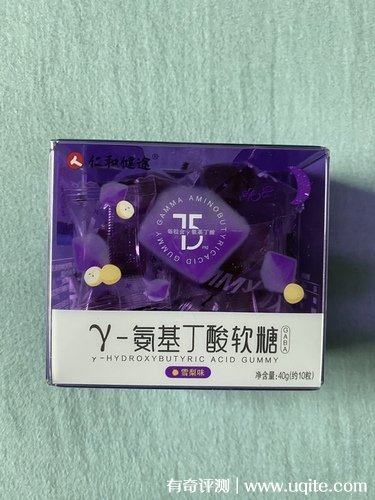 仁和健途
GAMMA AMINOBUTYRICACID GUMMY
75
mg
每粒含γ-氨基丁酸
γ-氨基丁酸软糖
GABA
γ-HYDROXYBUTYRIC ACID GUMMY
雪梨味
净含量:40g(约10粒)
有奇评测 | www.uqite.com